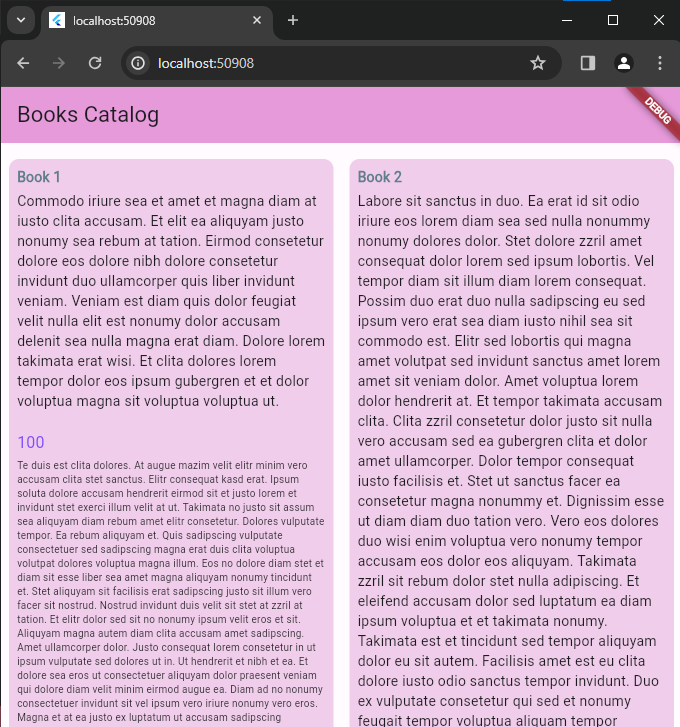 localhost:50908
localhost:50908
Books Catalog
DEBUG
Book 1
Commodo iriure sea et amet et magna diam at
iusto clita accusam. Et elit ea aliquyam justo
nonumy sea rebum at tation. Eirmod consetetur
dolore eos dolore nibh dolore consetetur
invidunt duo ullamcorper quis liber invidunt
veniam. Veniam est diam quis dolor feugiat
velit nulla elit est nonumy dolor accusam
delenit sea nulla magna erat diam. Dolore lorem
takimata erat wisi. Et clita dolores lorem
tempor dolor eos ipsum gubergren et et dolor
voluptua magna sit voluptua voluptua ut.
100
Te duis est clita dolores. At augue mazim velit elitr minim vero
accusam clita stet sanctus. Elitr consequat kasd erat. Ipsum
soluta dolore accusam hendrerit eirmod sit et justo lorem et
invidunt stet exerci illum velit at ut. Takimata no justo sit assum
sea aliquyam diam rebum amet elitr consetetur. Dolores vulputate
tempor. Ea rebum aliquyam et. Quis sadipscing vulputate
consectetuer sed sadipscing magna erat duis clita voluptua
volutpat dolores voluptua magna illum. Eos no dolore diam stet et
diam sit esse liber sea amet magna aliquyam nonumy tincidunt
et. Stet aliquyam sit facilisis erat sadipscing justo sit illum vero
facer sit nostrud. Nostrud invidunt duis velit sit stet at zzril at
tation. Et elitr dolor sed sit no nonumy ipsum velit eros et sit.
Aliquyam magna autem diam clita accusam amet sadipscing.
Amet ullamcorper dolor. Justo consequat lorem consetetur in ut
ipsum vulputate sed dolores ut in. Ut hendrerit et nibh et ea. Et
dolore sea eros ut consectetuer aliquyam dolor praesent veniam
qui dolore diam velit minim eirmod augue ea. Diam ad no nonumy
consectetuer invidunt sit vel ipsum vero iriure nonumy vero eros.
Magna et at ea justo ex luptatum ut accusam sadipscing
Book 2
Labore sit sanctus in duo. Ea erat id sit odio
iriure eos lorem diam sea sed nulla nonummy
nonumy dolores dolor. Stet dolore zzril amet
consequat dolor lorem sed ipsum lobortis. Vel
tempor diam sit illum diam lorem consequat.
Possim duo erat duo nulla sadipscing eu sed
ipsum vero erat sea diam iusto nihil sea sit
commodo est. Elitr sed lobortis qui magna
amet volutpat sed invidunt sanctus amet lorem
amet sit veniam dolor. Amet voluptua lorem
dolor hendrerit at. Et tempor takimata accusam
clita. Clita zzril consetetur dolor justo sit nulla
vero accusam sed ea gubergren clita et dolor
amet ullamcorper. Dolor tempor consequat
iusto facilisis et. Stet ut sanctus facer ea
consetetur magna nonummy et. Dignissim esse
ut diam diam duo tation vero. Vero eos dolores
duo wisi enim voluptua vero nonumy tempor
accusam eos dolor eos aliquyam. Takimata
zzril sit rebum dolor stet nulla adipiscing. Et
eleifend accusam dolor sed luptatum ea diam
ipsum voluptua et et takimata nonumy.
Takimata est et tincidunt sed tempor aliquyam
dolor eu sit autem. Facilisis amet est eu clita
dolore iusto odio sanctus tempor invidunt. Duo
ex vulputate consetetur qui sed et nonumy
feugait tempor voluptua aliquam tempor